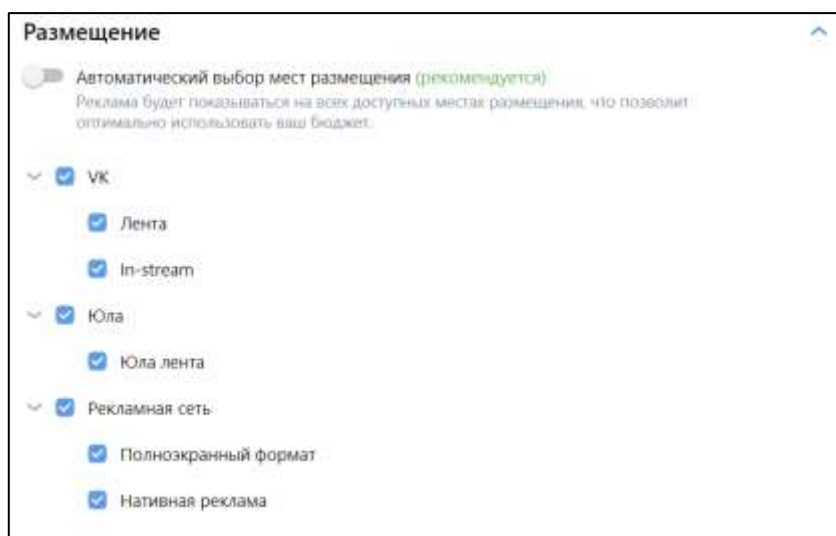 Размещение
Автоматический выбор мест размещения (рекомендуется)
Реклама будет показываться на всех доступных местах размещения, что позволит
оптимально использовать ваш бюджет.
VK
Лента
In-stream
Юла
Юла лента
Рекламная сеть
Полноэкранный формат
Нативная реклама